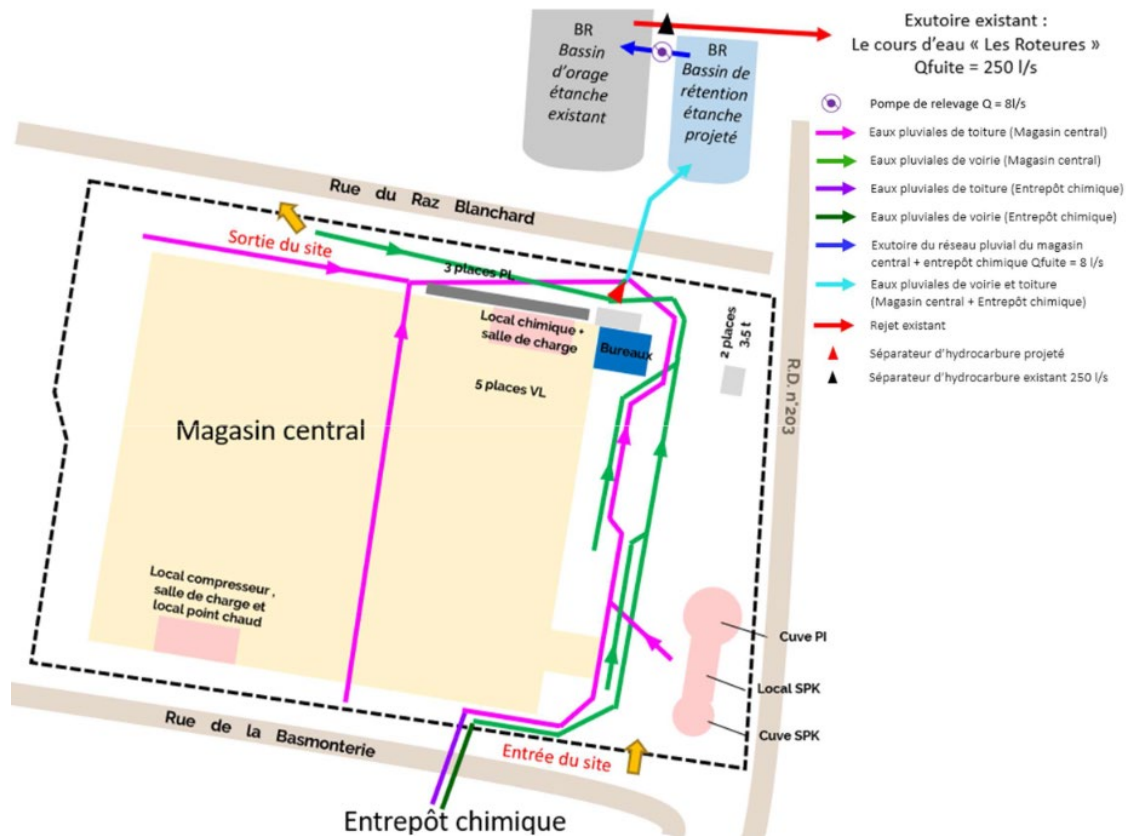 BR
Bassin
d'orage
étanche
existant
BR
Bassin de
rétention
étanche
projeté
Exutoire existant :
Le cours d'eau « Les Roteures »
Qfuite = 250 l/s
Pompe de relevage Q = 8l/s
Eaux pluviales de toiture (Magasin central)
Eaux pluviales de voirie (Magasin central)
Eaux pluviales de toiture (Entrepôt chimique)
Eaux pluviales de voirie (Entrepôt chimique)
Exutoire du réseau pluvial du magasin
central + entrepôt chimique Qfuite = 8 l/s
Eaux pluviales de voirie et toiture
(Magasin central + Entrepôt chimique)
Rejet existant
Séparateur d'hydrocarbure projeté
Séparateur d'hydrocarbure existant 250 l/s
Rue du Raz Blanchard
Sortie du site
3 places PL
Local chimique +
salle de charge
Bureaux
2 places
3.5 t
R.D. n°203
5 places VL
Magasin central
Local compresseur ,
salle de charge et
local point chaud
Cuve PI
Local SPK
Cuve SPK
Rue de la Basmonterie
Entrée du site
Entrepôt chimique